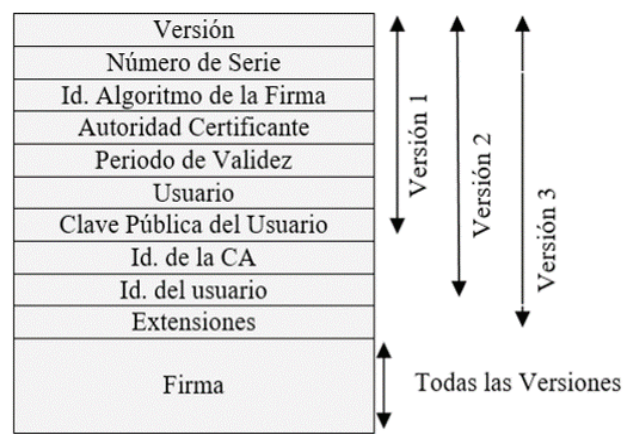 Versión
Número de Serie
Id. Algoritmo de la Firma
Autoridad Certificante
Periodo de Validez
Usuario
Clave Pública del Usuario
Id. de la CA
Id. del usuario
Extensiones
Firma
Versión 1
Versión 2
Versión 3
Todas las Versiones